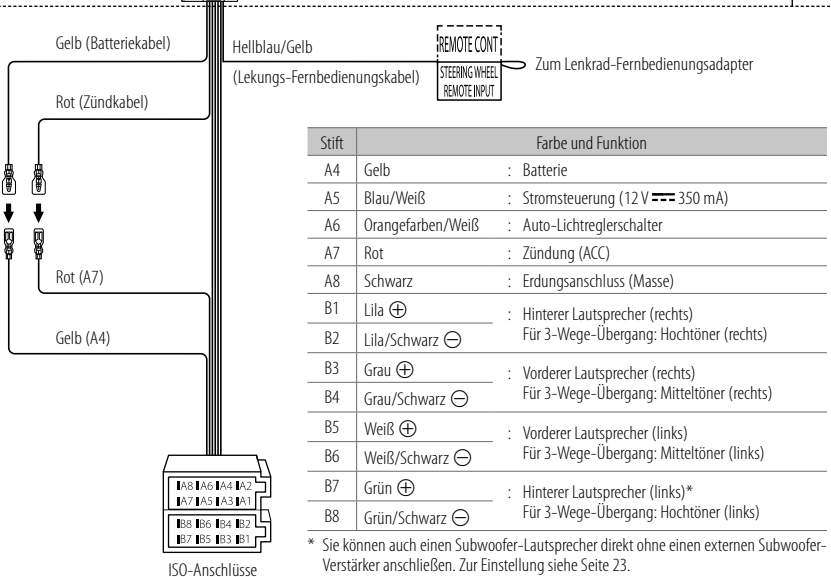 Gelb (Batteriekabel)
Hellblau/Gelb
(Lekungs-Fernbedienungskabel)
REMOTE CONT
STEERING WHEEL
REMOTE INPUT
Zum Lenkrad-Fernbedienungsadapter
Rot (Zündkabel)
Rot (A7)
Gelb (A4)
Stift Farbe und Funktion
A4 Gelb : Batterie
A5 Blau/Weiß : Stromsteuerung (12 V ⎓ 350 mA)
A6 Orangefarben/Weiß : Auto-Lichtreglerschalter
A7 Rot : Zündung (ACC)
A8 Schwarz : Erdungsanschluss (Masse)
B1 Lila ⊕ : Hinterer Lautsprecher (rechts)
B2 Lila/Schwarz ⊖ Für 3-Wege-Übergang: Hochtöner (rechts)
B3 Grau ⊕ : Vorderer Lautsprecher (rechts)
B4 Grau/Schwarz ⊖ Für 3-Wege-Übergang: Mitteltöner (rechts)
B5 Weiß ⊕ : Vorderer Lautsprecher (links)
B6 Weiß/Schwarz ⊖ Für 3-Wege-Übergang: Mitteltöner (links)
B7 Grün ⊕ : Hinterer Lautsprecher (links)*
B8 Grün/Schwarz ⊖ Für 3-Wege-Übergang: Hochtöner (links)
* Sie können auch einen Subwoofer-Lautsprecher direkt ohne einen externen Subwoofer-
Verstärker anschließen. Zur Einstellung siehe Seite 23.
A8 A6 A4 A2
A7 A5 A3 A1
B8 B6 B4 B2
B7 B5 B3 B1
ISO-Anschlüsse